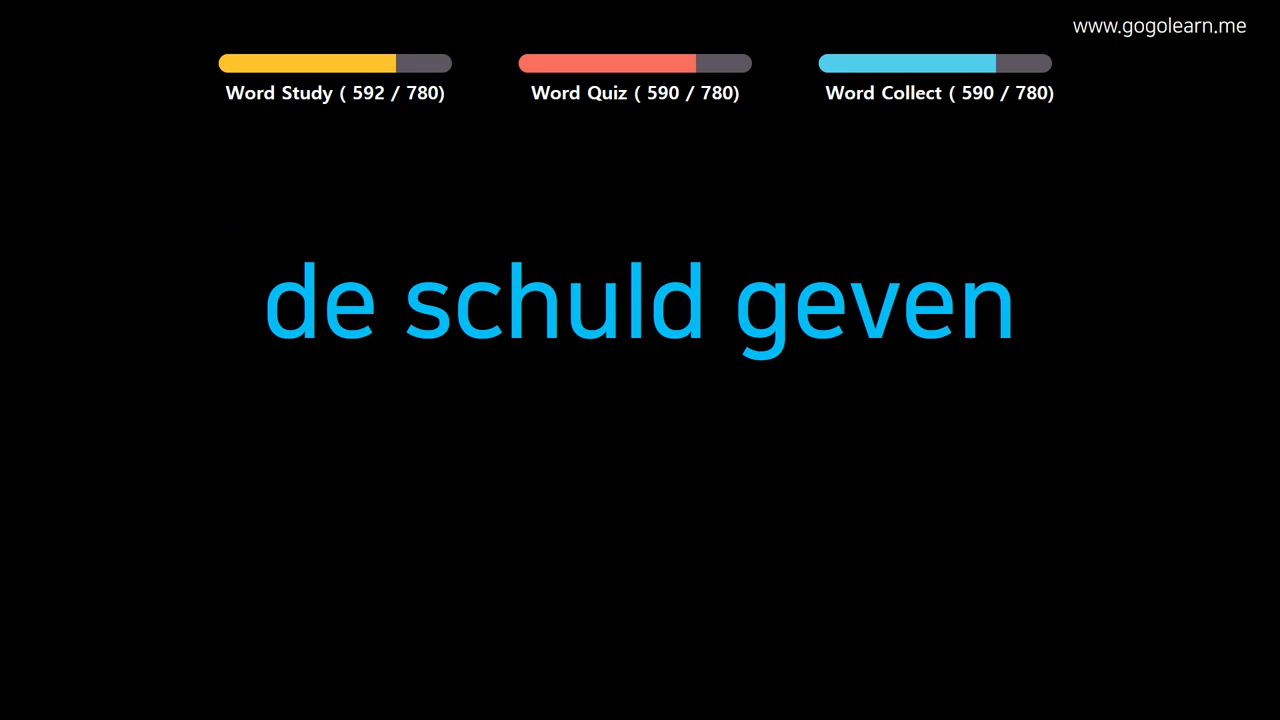 www.gogolearn.me
Word Study ( 592 / 780)
Word Quiz ( 590 / 780)
Word Collect ( 590 / 780)
de schuld geven